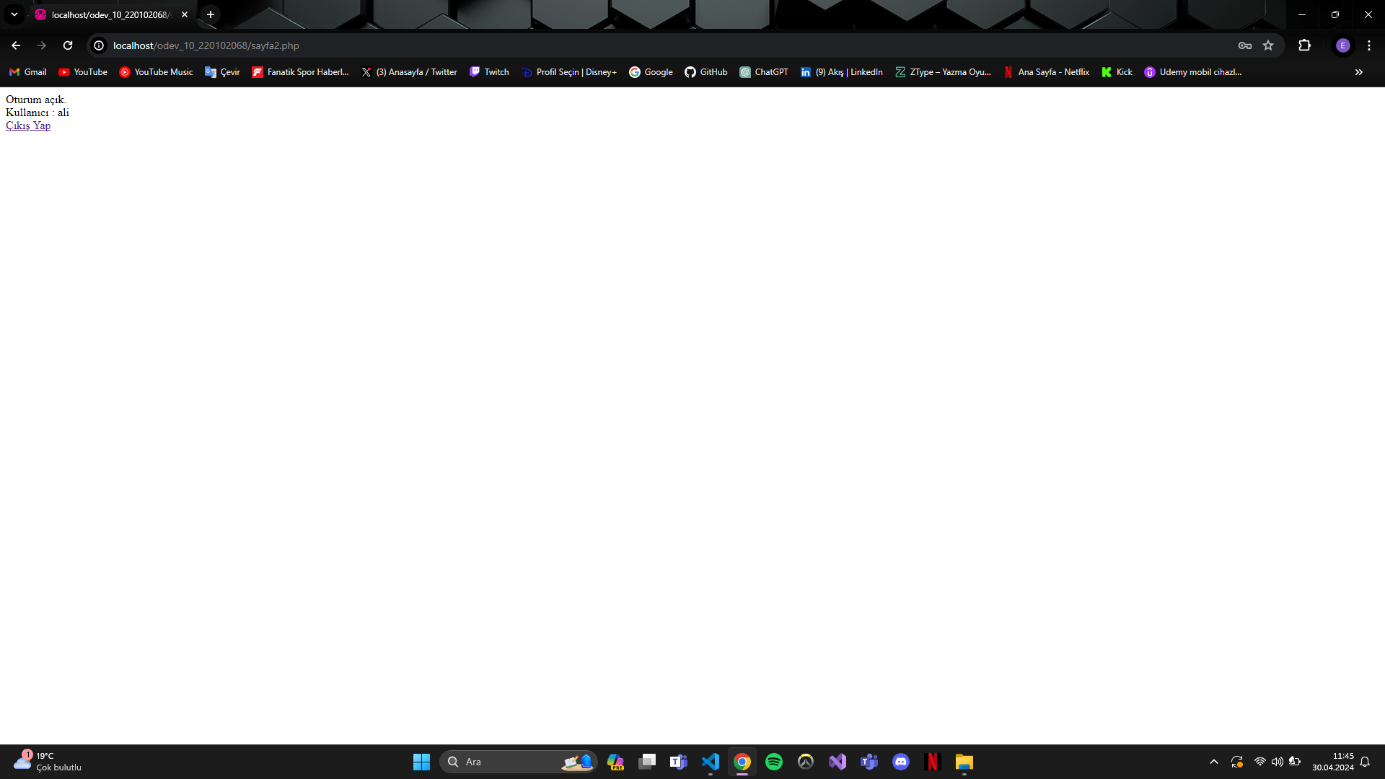 localhost/odev_10_220102068/s
localhost/odev_10_220102068/sayfa2.php
E
Gmail YouTube YouTube Music Çevir Fanatik Spor Haberl... (3) Anasayfa / Twitter Twitch Profil Seçin | Disney+ Google GitHub ChatGPT (9) Akış | LinkedIn ZType – Yazma Oyu... Ana Sayfa - Netflix Kick Udemy mobil cihazl...
Oturum açık.
Kullanıcı : ali
Çıkış Yap
1
19°C
Çok bulutlu
Ara
PRE
11:45
30.04.2024